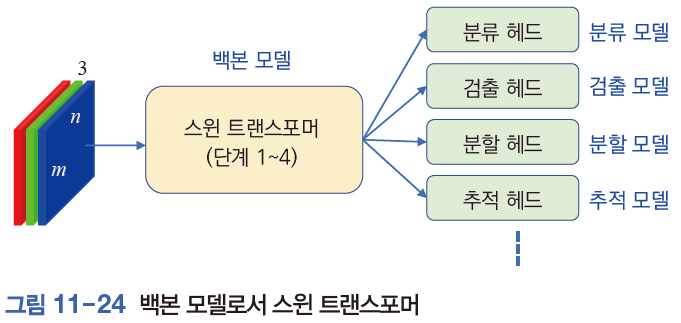 백본 모델
3
n
m
스윈 트랜스포머
(단계 1~4)
분류 헤드 분류 모델
검출 헤드 검출 모델
분할 헤드 분할 모델
추적 헤드 추적 모델
그림 11-24 백본 모델로서 스윈 트랜스포머